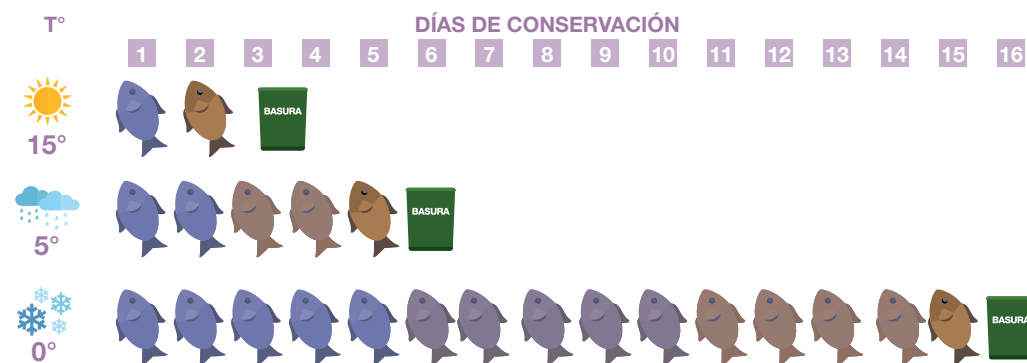 T°
DÍAS DE CONSERVACIÓN
1 2 3 4 5 6 7 8 9 10 11 12 13 14 15 16
15°
BASURA
5°
BASURA
0°
BASURA